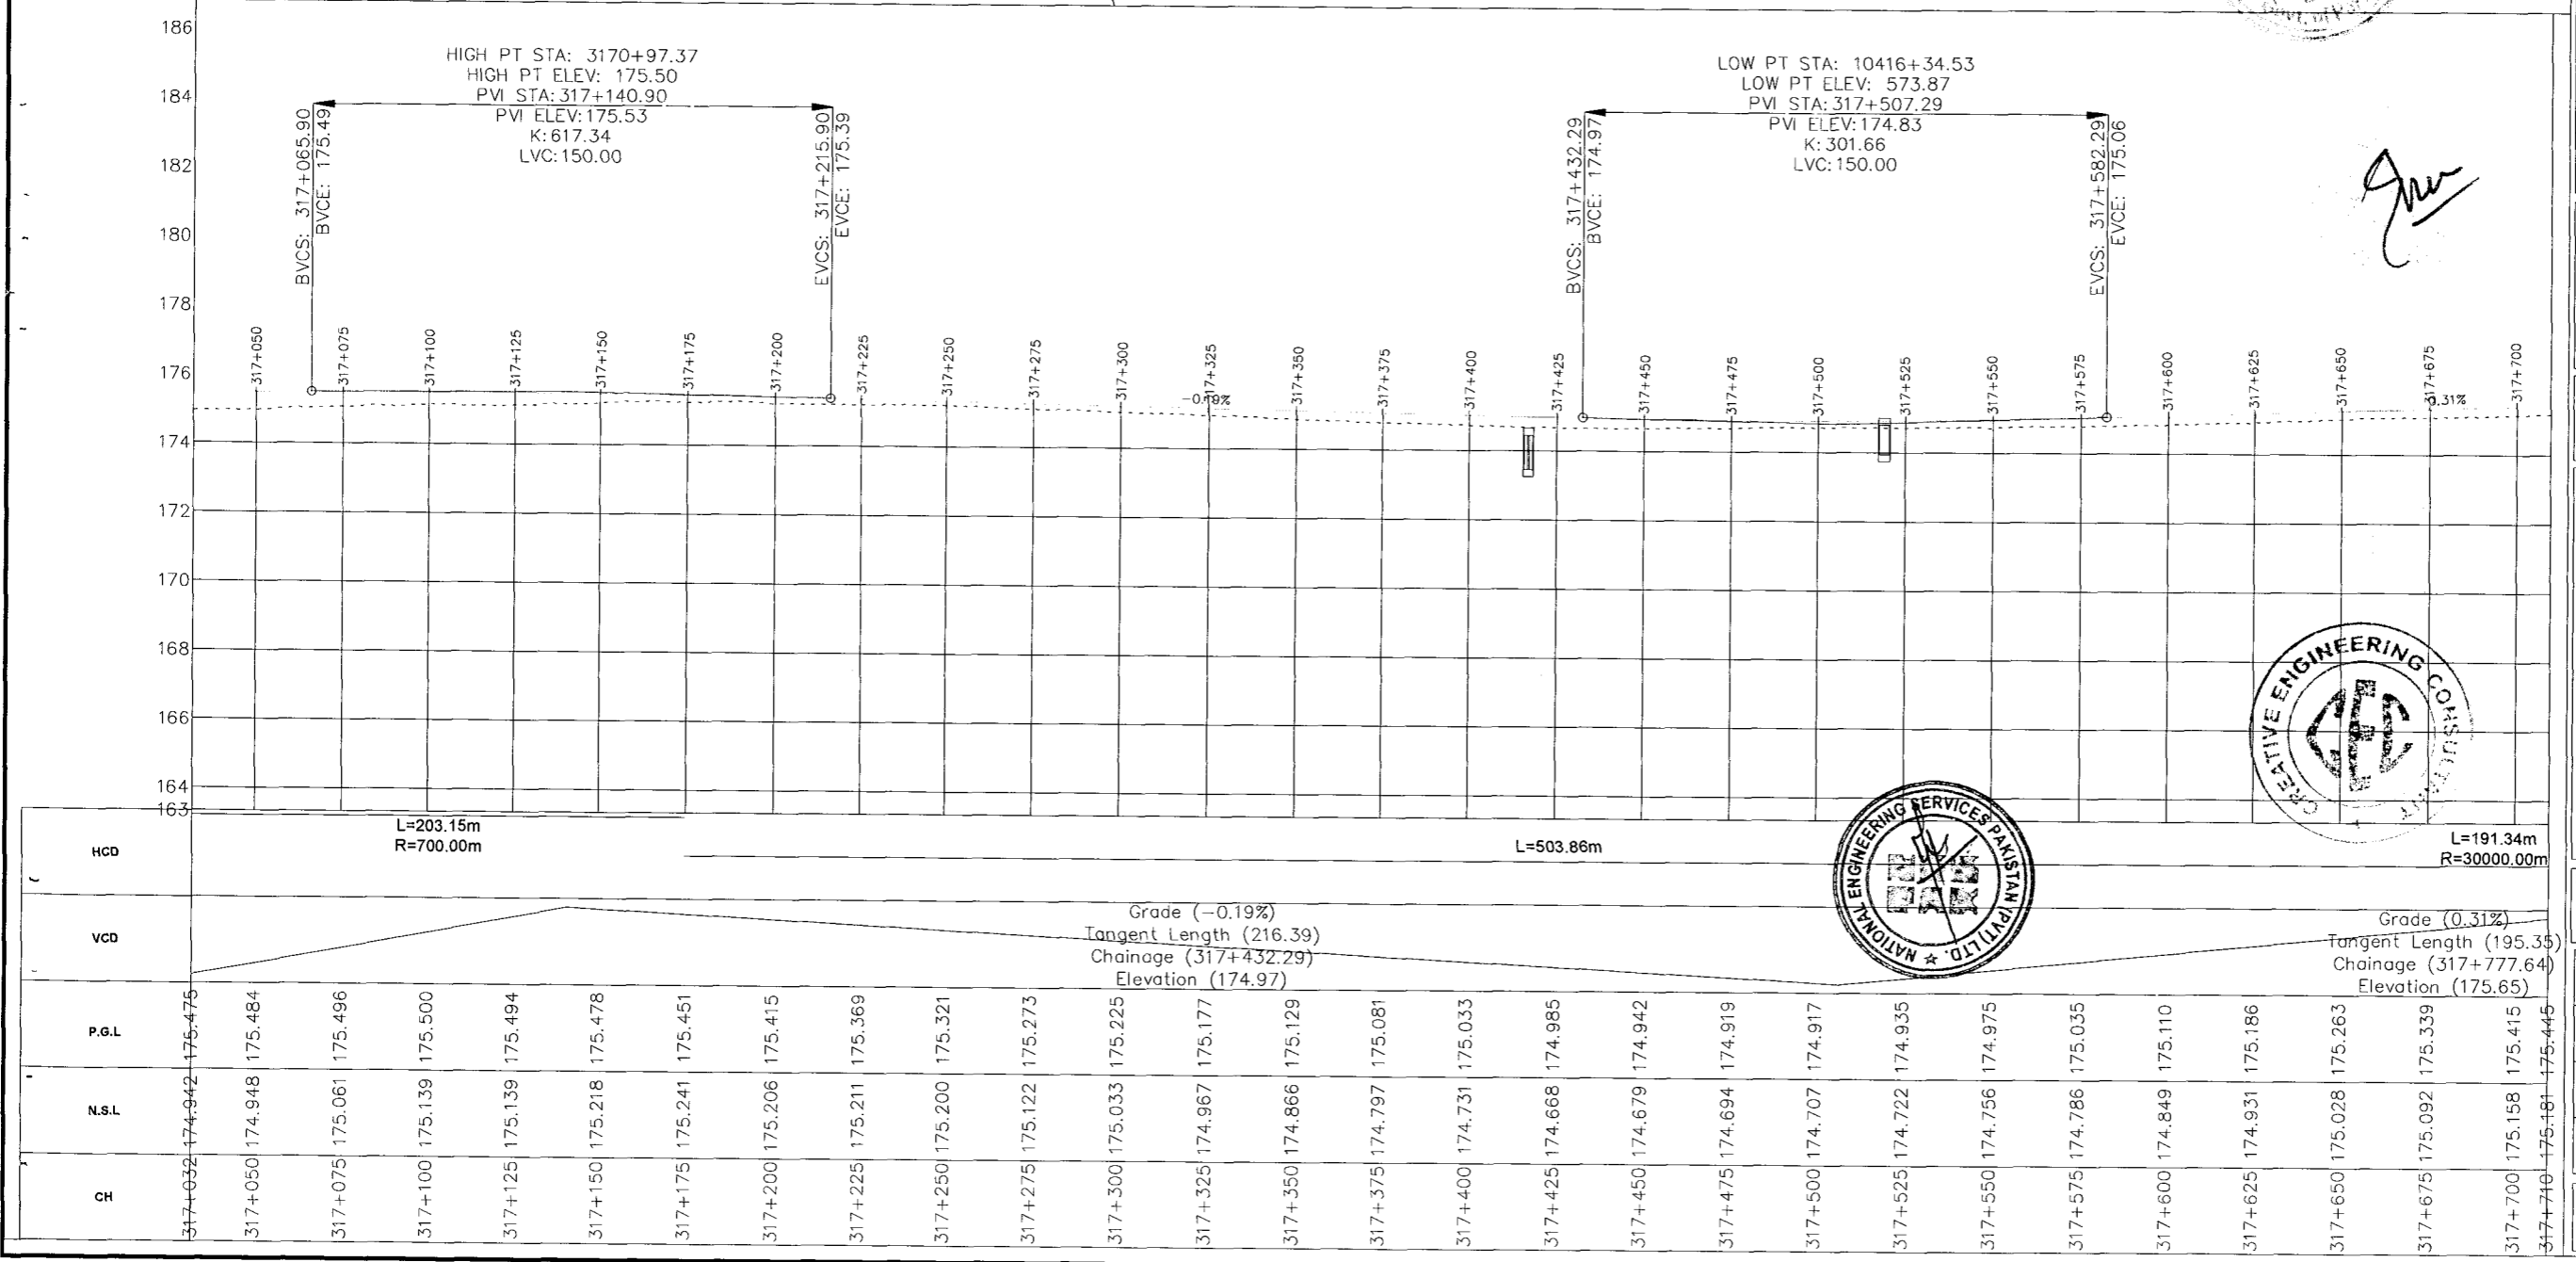 186
184
182
180
178
176
174
172
170
168
166
164
163
HIGH PT STA: 3170+97.37
HIGH PT ELEV: 175.50
PVI STA:317+140.90
PVI ELEV:175.53
K:617.34
LVC:150.00
BVCS: 317+065.90
BVCE: 175.49
EVCS: 317+215.90
EVCE: 175.39
LOW PT STA: 10416+34.53
LOW PT ELEV: 573.87
PVI STA:317+507.29
PVI ELEV:174.83
K:301.66
LVC:150.00
BVCS: 317+432.29
BVCE: 174.97
EVCS: 317+582.29
EVCE: 175.06
317+050 317+075 317+100 317+125 317+150 317+175 317+200 317+225 317+250 317+275 317+300 317+325 317+350 317+375 317+400 317+425 317+450 317+475 317+500 317+525 317+550 317+575 317+600 317+625 317+650 317+675 317+700
-0.19%
0.31%
CREATIVE ENGINEERING CONSULTANT
CEC
NATIONAL ENGINEERING SERVICES PAKISTAN (PVT) LTD. ☆
HCD
L=203.15m
R=700.00m
L=503.86m
L=191.34m
R=30000.00m
VCD
Grade (-0.19%)
Tangent Length (216.39)
Chainage (317+432.29)
Elevation (174.97)
Grade (0.31%)
Tangent Length (195.35)
Chainage (317+777.64)
Elevation (175.65)
P.G.L 175.475 175.484 175.496 175.500 175.494 175.478 175.451 175.415 175.369 175.321 175.273 175.225 175.177 175.129 175.081 175.033 174.985 174.942 174.919 174.917 174.935 174.975 175.035 175.110 175.186 175.263 175.339 175.415 175.445
N.S.L 174.942 174.948 175.061 175.139 175.139 175.218 175.241 175.206 175.211 175.200 175.122 175.033 174.967 174.866 174.797 174.731 174.668 174.679 174.694 174.707 174.722 174.756 174.786 174.849 174.931 175.028 175.092 175.158 175.181
CH 317+032 317+050 317+075 317+100 317+125 317+150 317+175 317+200 317+225 317+250 317+275 317+300 317+325 317+350 317+375 317+400 317+425 317+450 317+475 317+500 317+525 317+550 317+575 317+600 317+625 317+650 317+675 317+700 317+710